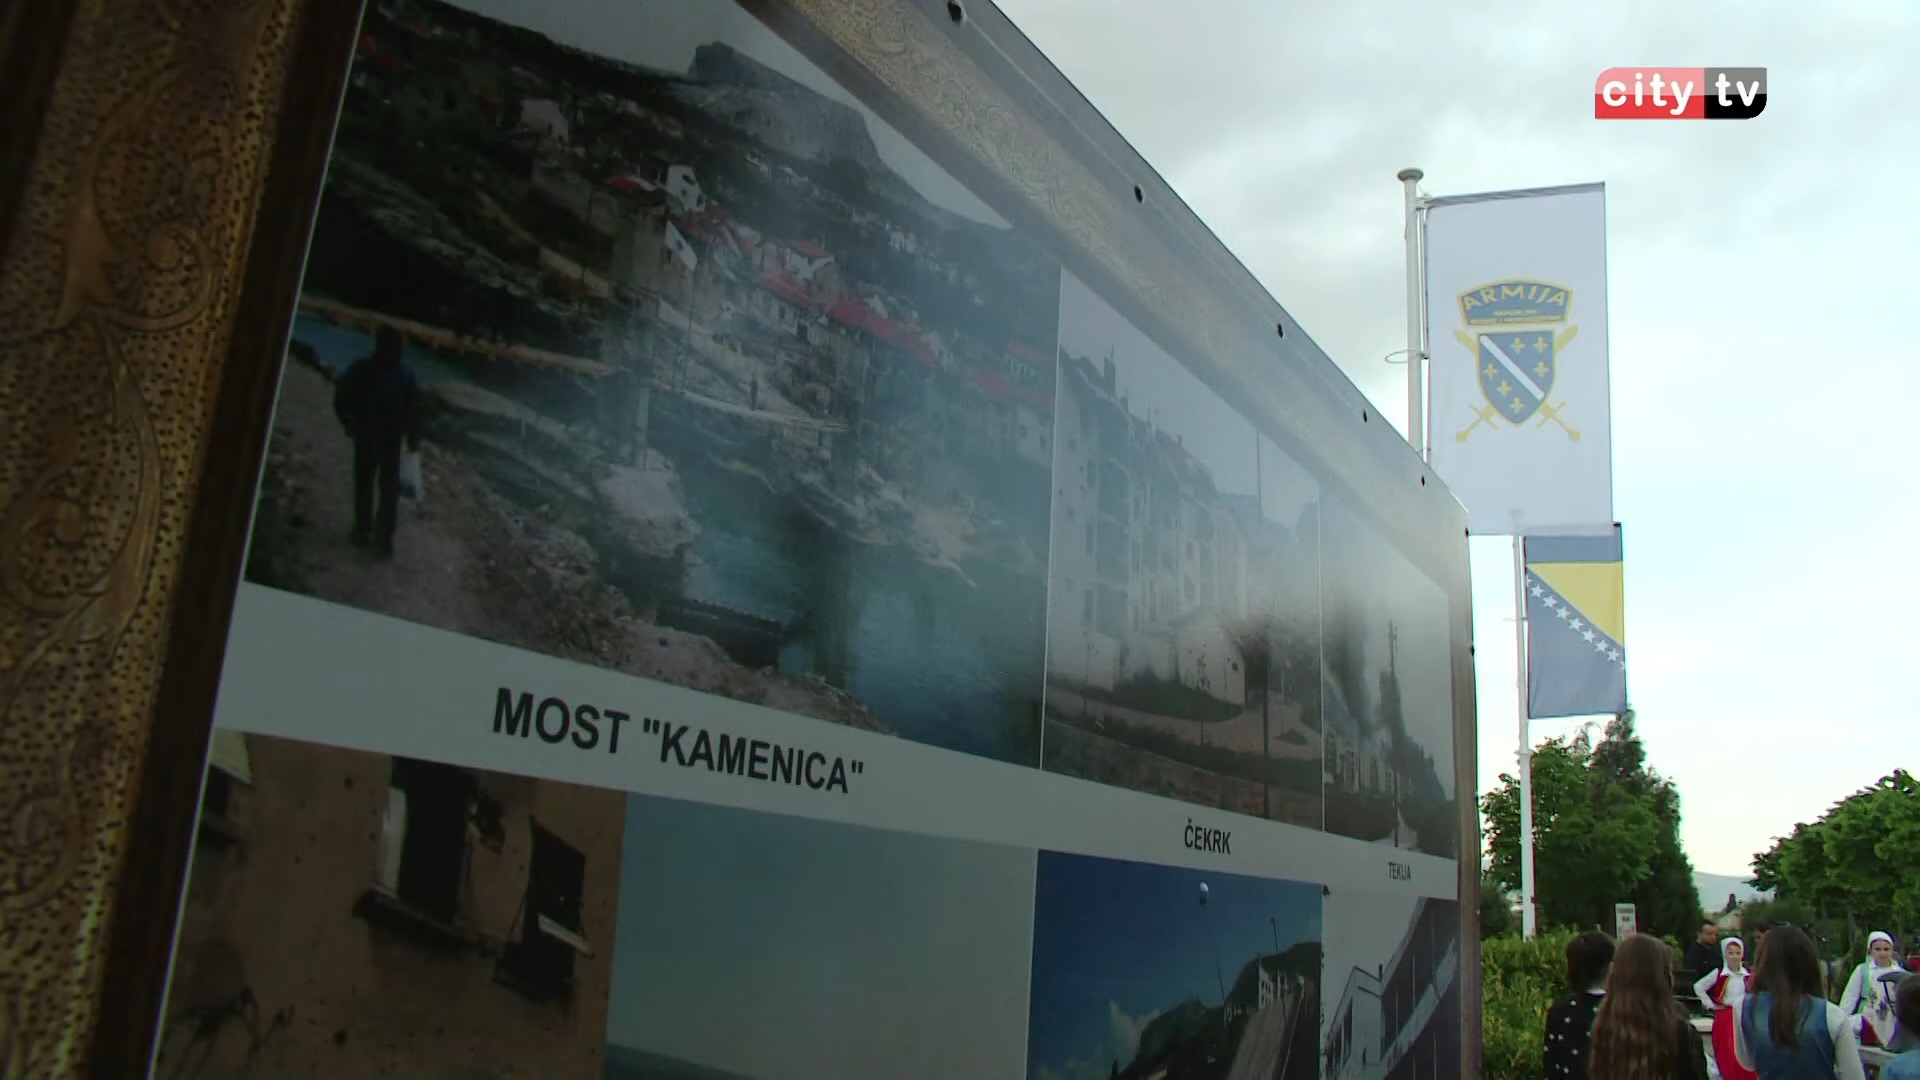 city tv
ARMIJA
MOST "KAMENICA"
ČEKRK
TEKIJA